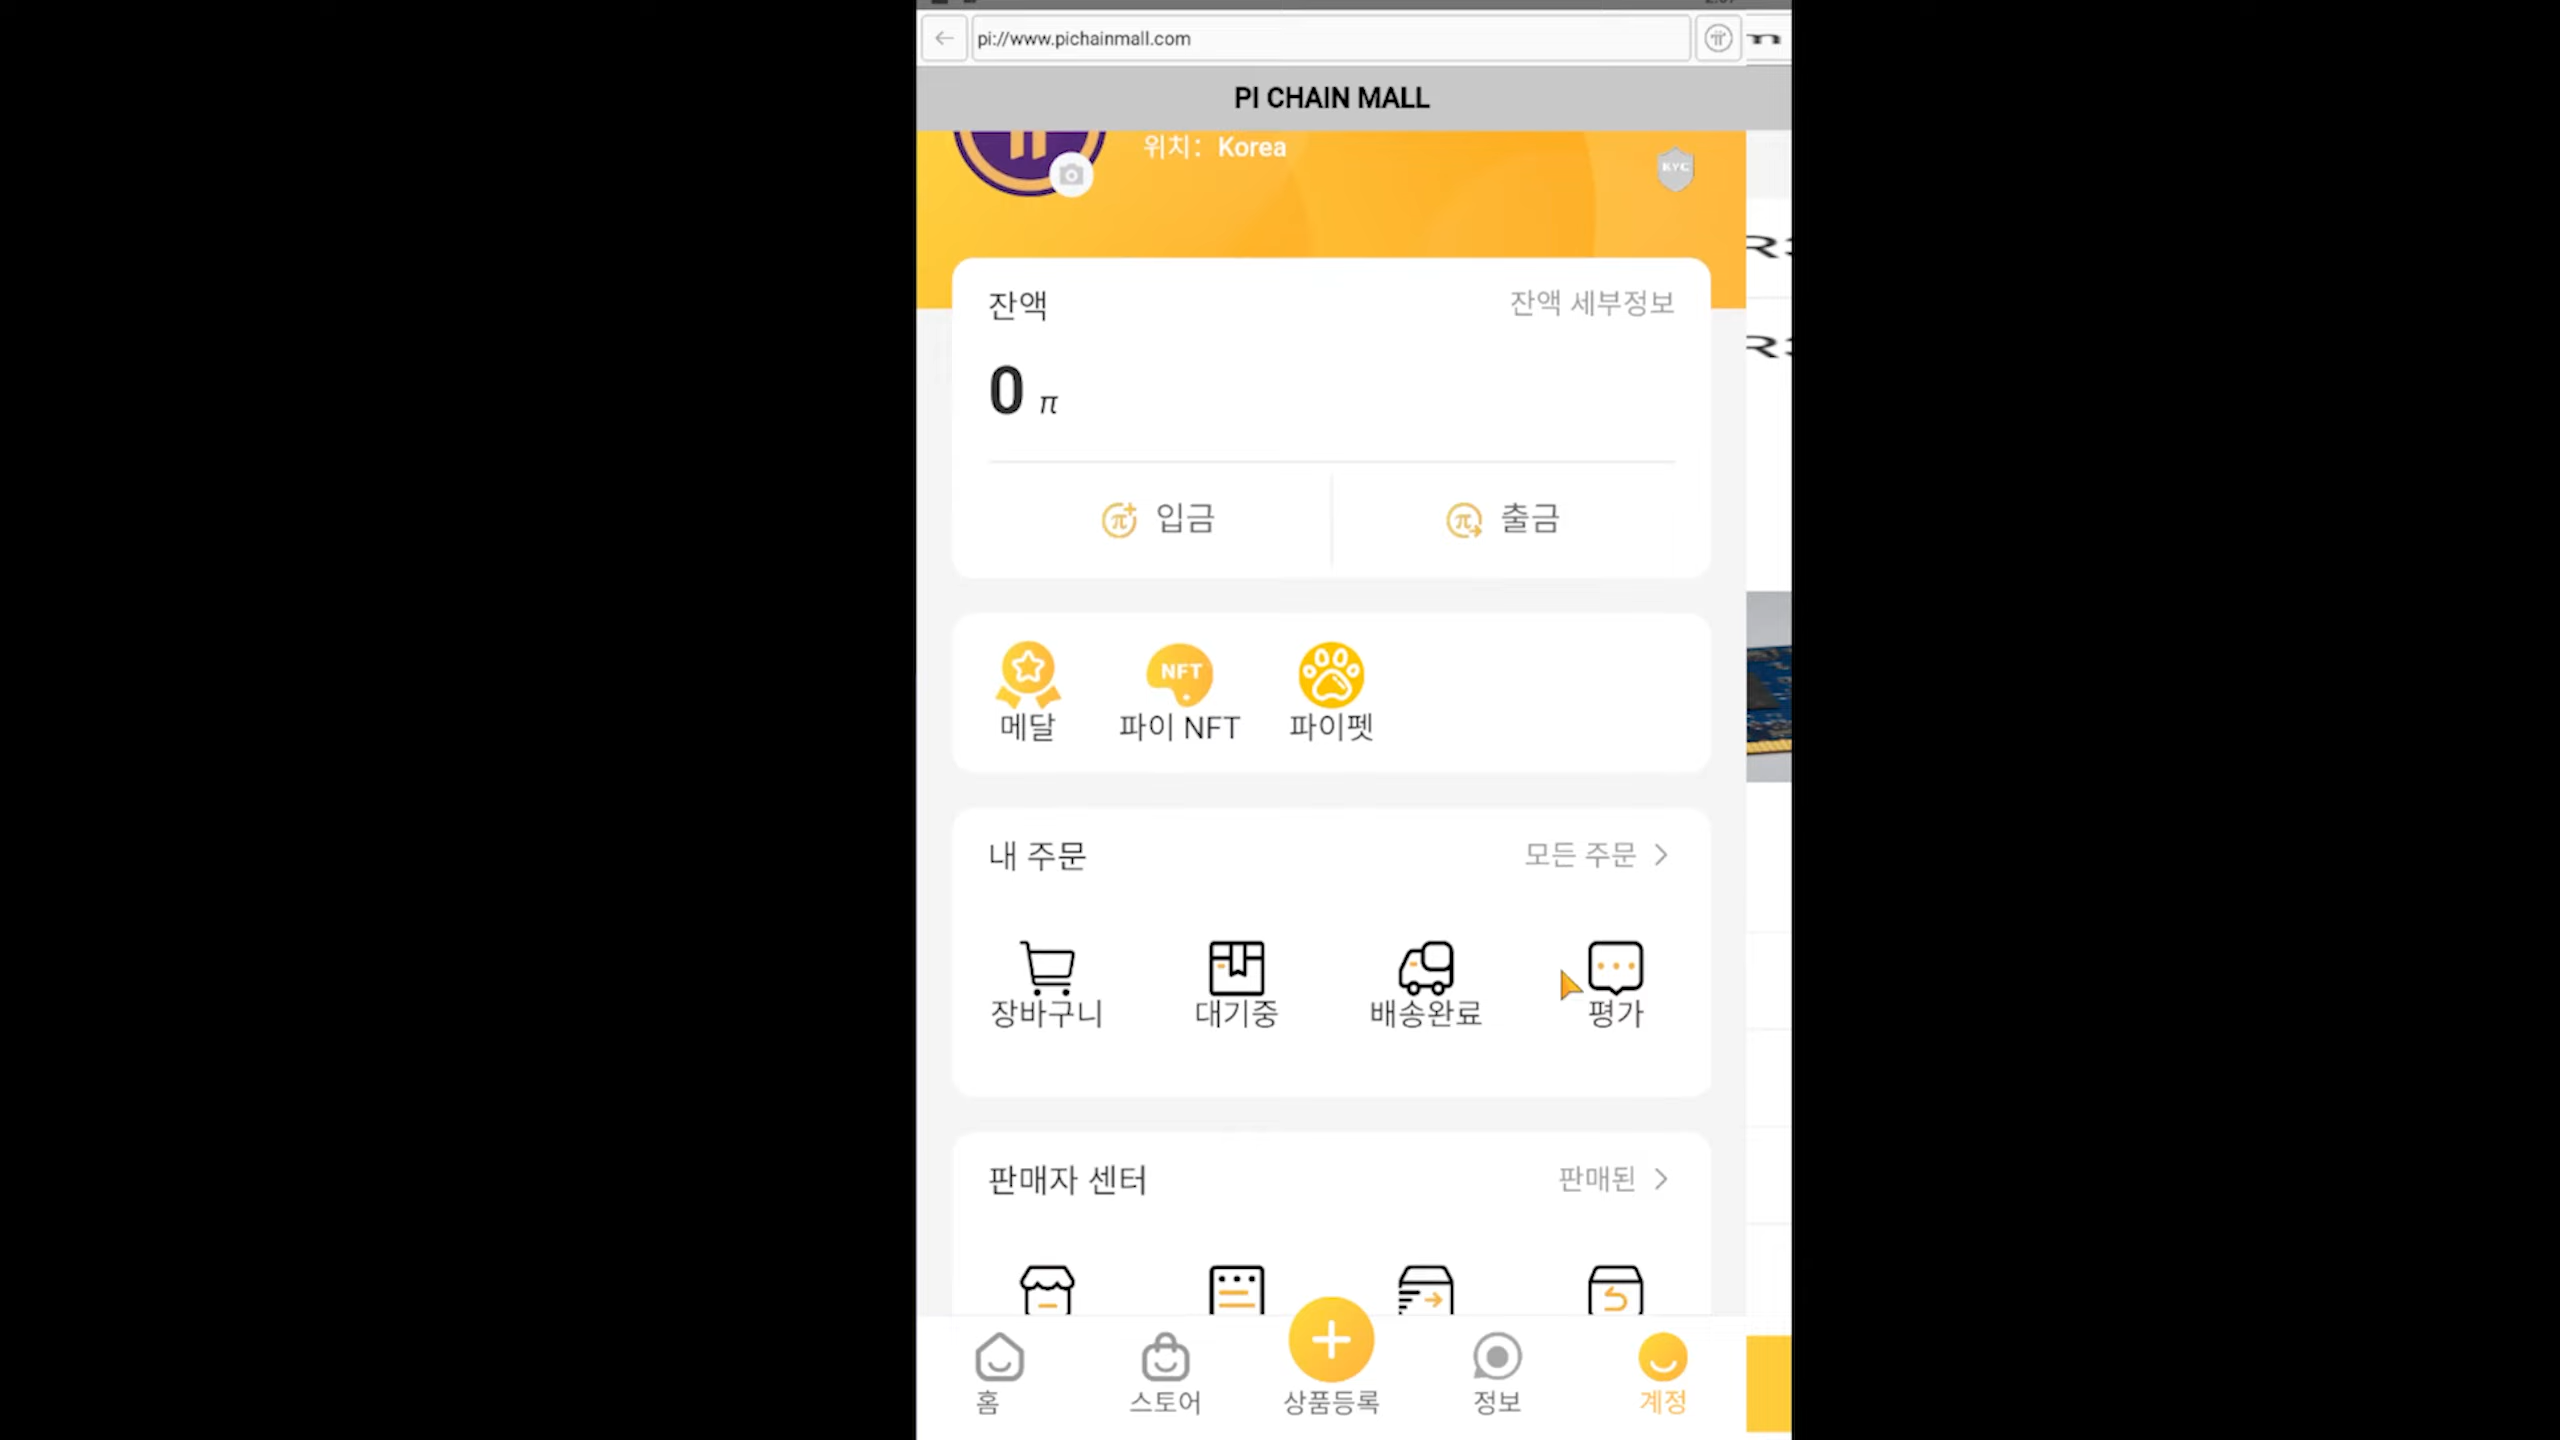 pi://www.pichainmall.com
PI CHAIN MALL
위치: Korea
KYC
잔액
잔액 세부정보
0 π
입금
출금
NFT
메달
파이 NFT
파이펫
내 주문
모든 주문
장바구니
대기중
배송완료
평가
판매자 센터
판매된
홈
스토어
상품등록
정보
계정